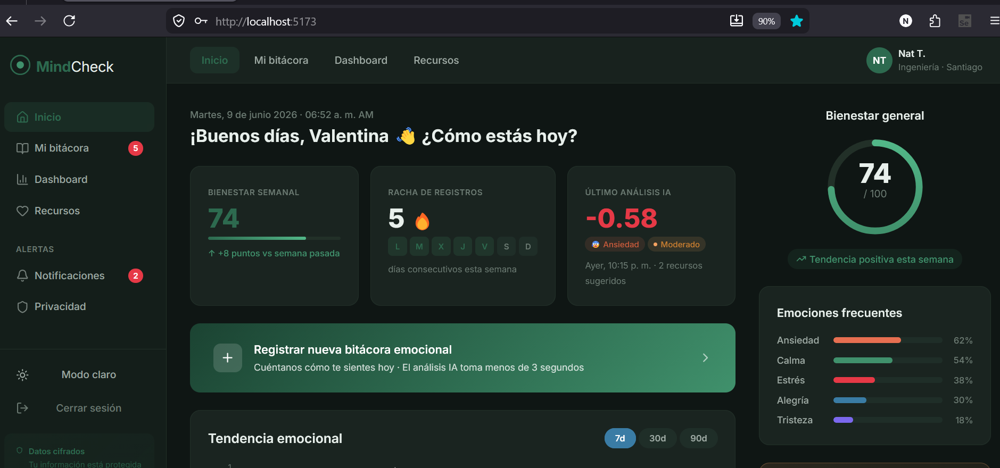 http://localhost:5173
90%
N
Se
MindCheck
Inicio
Mi bitácora
5
Dashboard
Recursos
ALERTAS
Notificaciones
2
Privacidad
Modo claro
Cerrar sesión
Datos cifrados
Tu información está protegida
Inicio
Mi bitácora
Dashboard
Recursos
NT
Nat T.
Ingeniería · Santiago
Martes, 9 de junio 2026 · 06:52 a. m. AM
¡Buenos días, Valentina 👋 ¿Cómo estás hoy?
BIENESTAR SEMANAL
74
↑ +8 puntos vs semana pasada
RACHA DE REGISTROS
5 🔥
L M X J V S D
días consecutivos esta semana
ÚLTIMO ANÁLISIS IA
-0.58
😰 Ansiedad
● Moderado
Ayer, 10:15 p. m. · 2 recursos
sugeridos
Registrar nueva bitácora emocional
Cuéntanos cómo te sientes hoy · El análisis IA toma menos de 3 segundos
Tendencia emocional
7d 30d 90d
1
Bienestar general
74
/ 100
Tendencia positiva esta semana
Emociones frecuentes
Ansiedad 62%
Calma 54%
Estrés 38%
Alegría 30%
Tristeza 18%